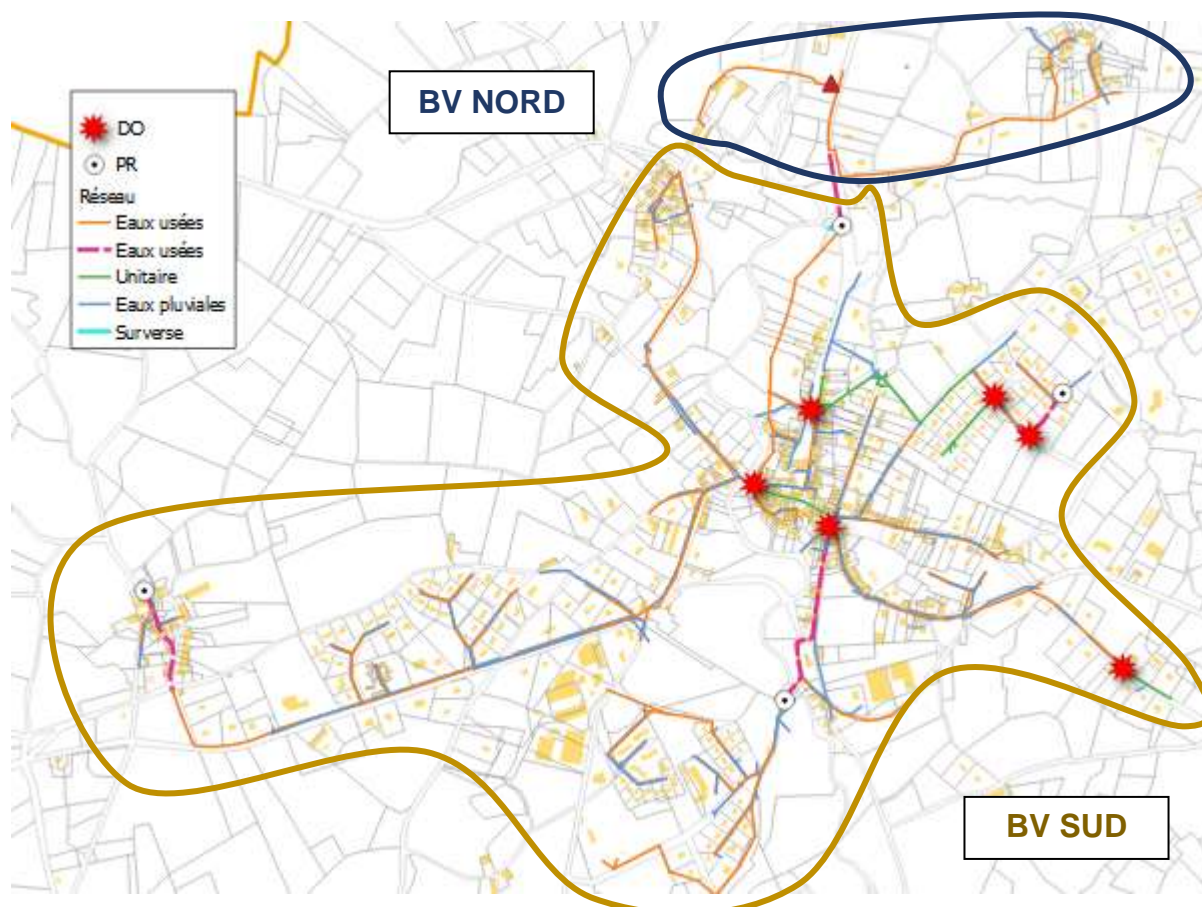 BV NORD
DO
PR
Réseau
Eaux usées
Eaux usées
Unitaire
Eaux pluviales
Surverse
BV SUD